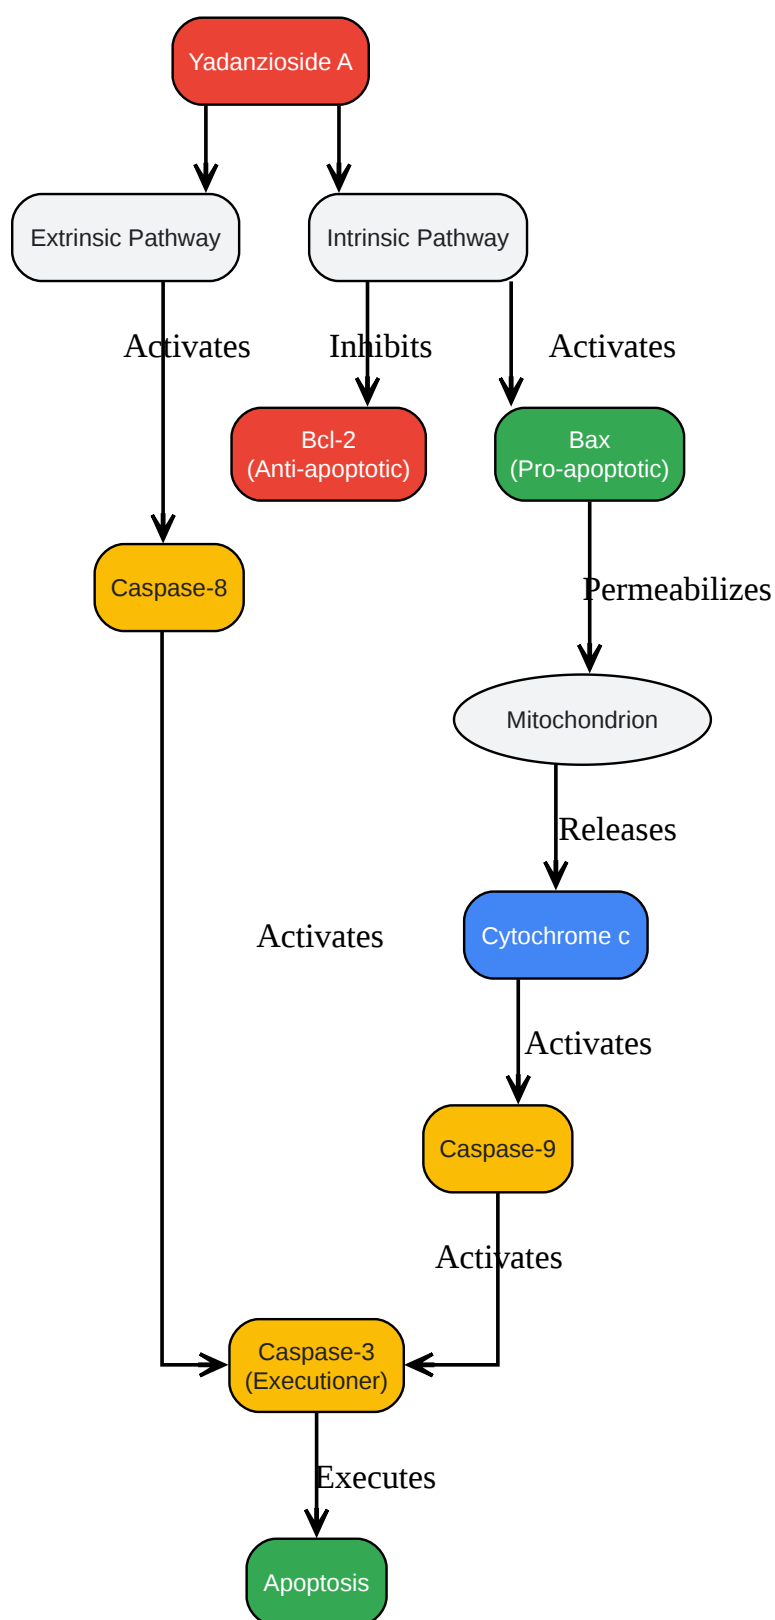 Yadanzioside A
Extrinsic Pathway
Intrinsic Pathway
Activates
Inhibits
Activates
Bcl-2
(Anti-apoptotic)
Bax
(Pro-apoptotic)
Caspase-8
Permeabilizes
Mitochondrion
Releases
Activates
Cytochrome c
Activates
Caspase-9
Activates
Caspase-3
(Executioner)
Executes
Apoptosis